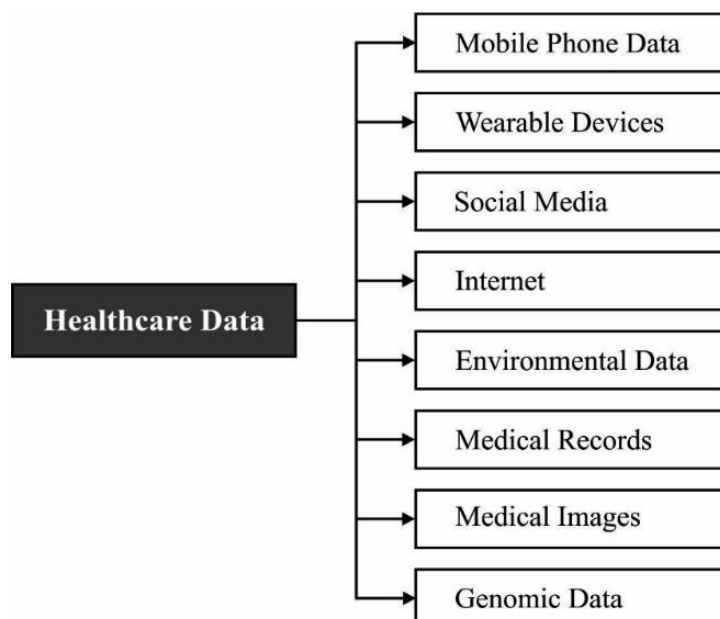 Mobile Phone Data
Wearable Devices
Social Media
Internet
Healthcare Data
Environmental Data
Medical Records
Medical Images
Genomic Data